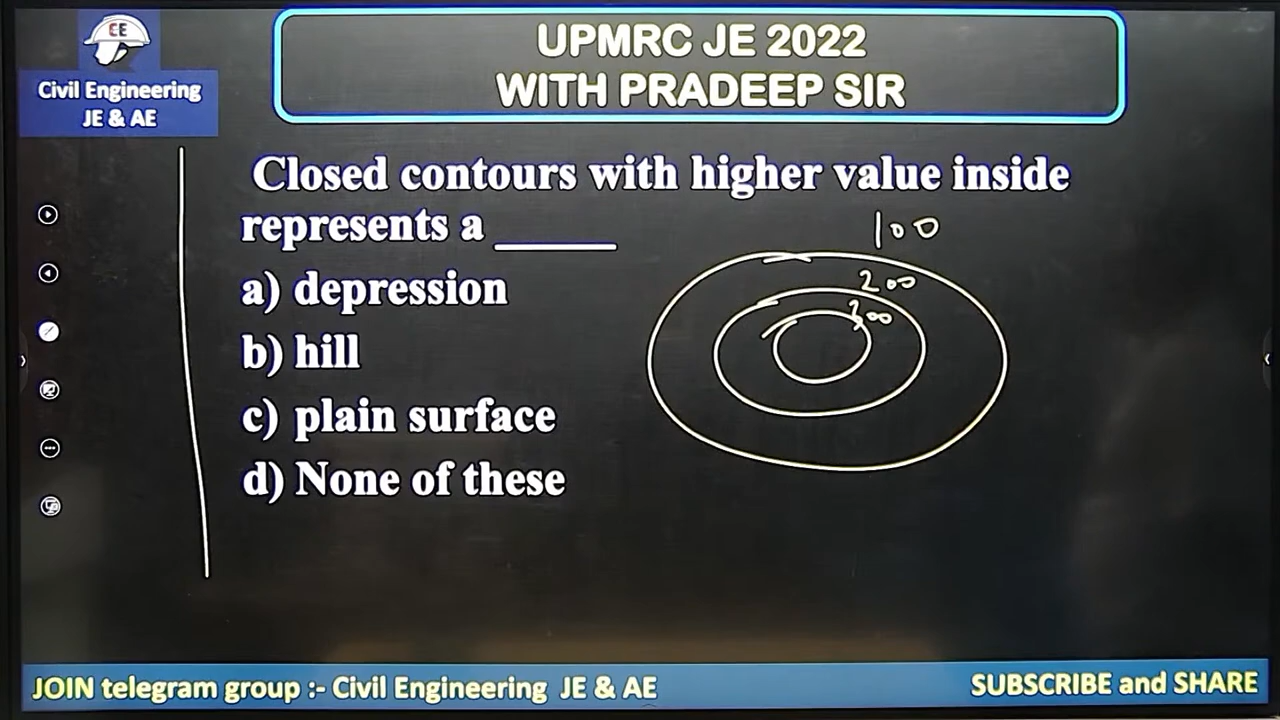 EE
Civil Engineering
JE & AE
UPMRC JE 2022
WITH PRADEEP SIR
Closed contours with higher value inside
represents a ______
100
a) depression
200
300
b) hill
c) plain surface
d) None of these
JOIN telegram group :- Civil Engineering JE & AE
SUBSCRIBE and SHARE